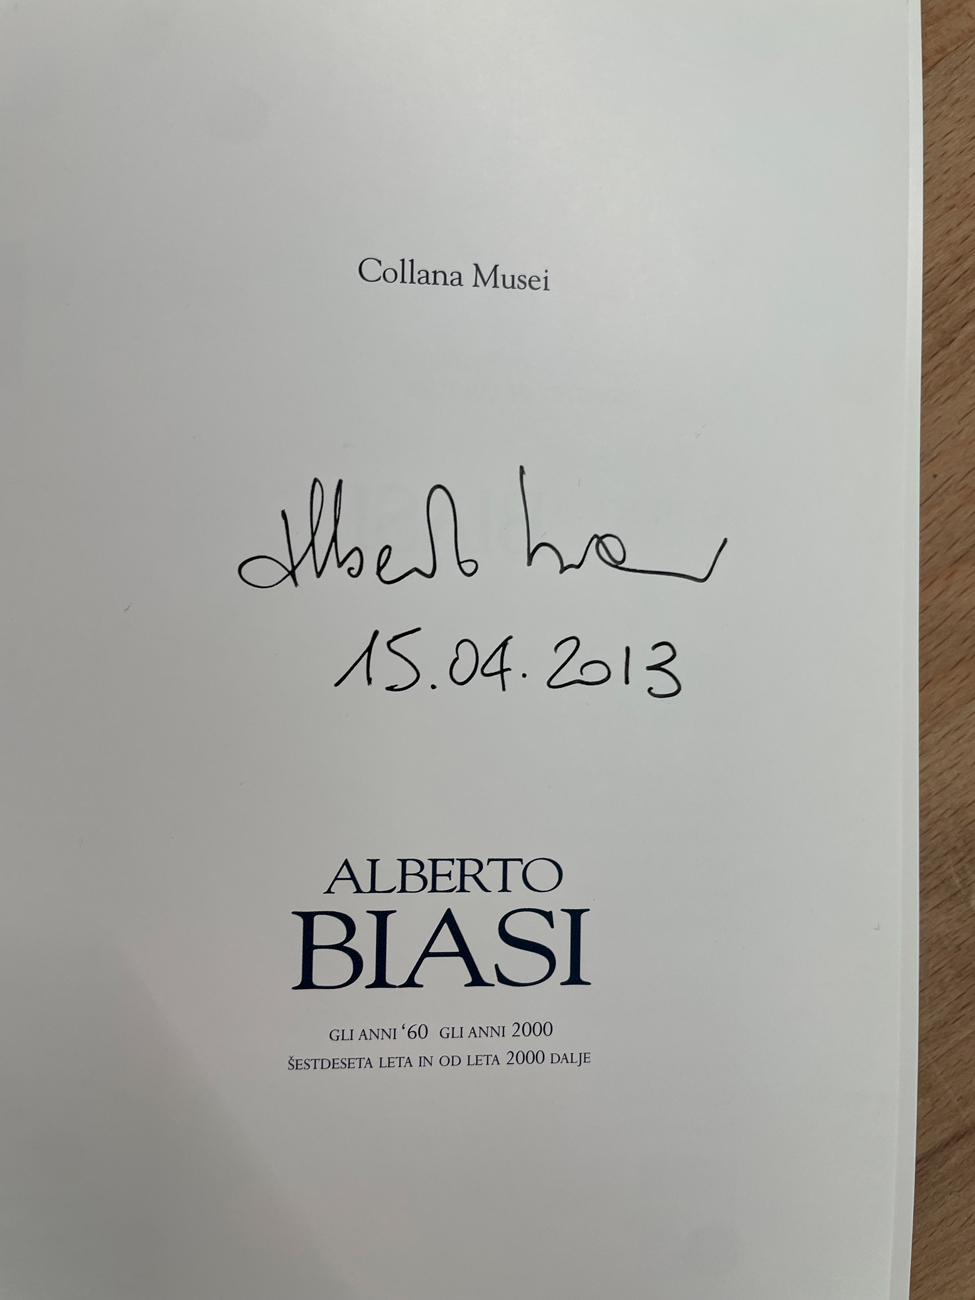 Collana Musei
Alberto
15.04.2013
ALBERTO
BIASI
GLI ANNI ‘60 GLI ANNI 2000
ŠESTDESETA LETA IN OD LETA 2000 DALJE